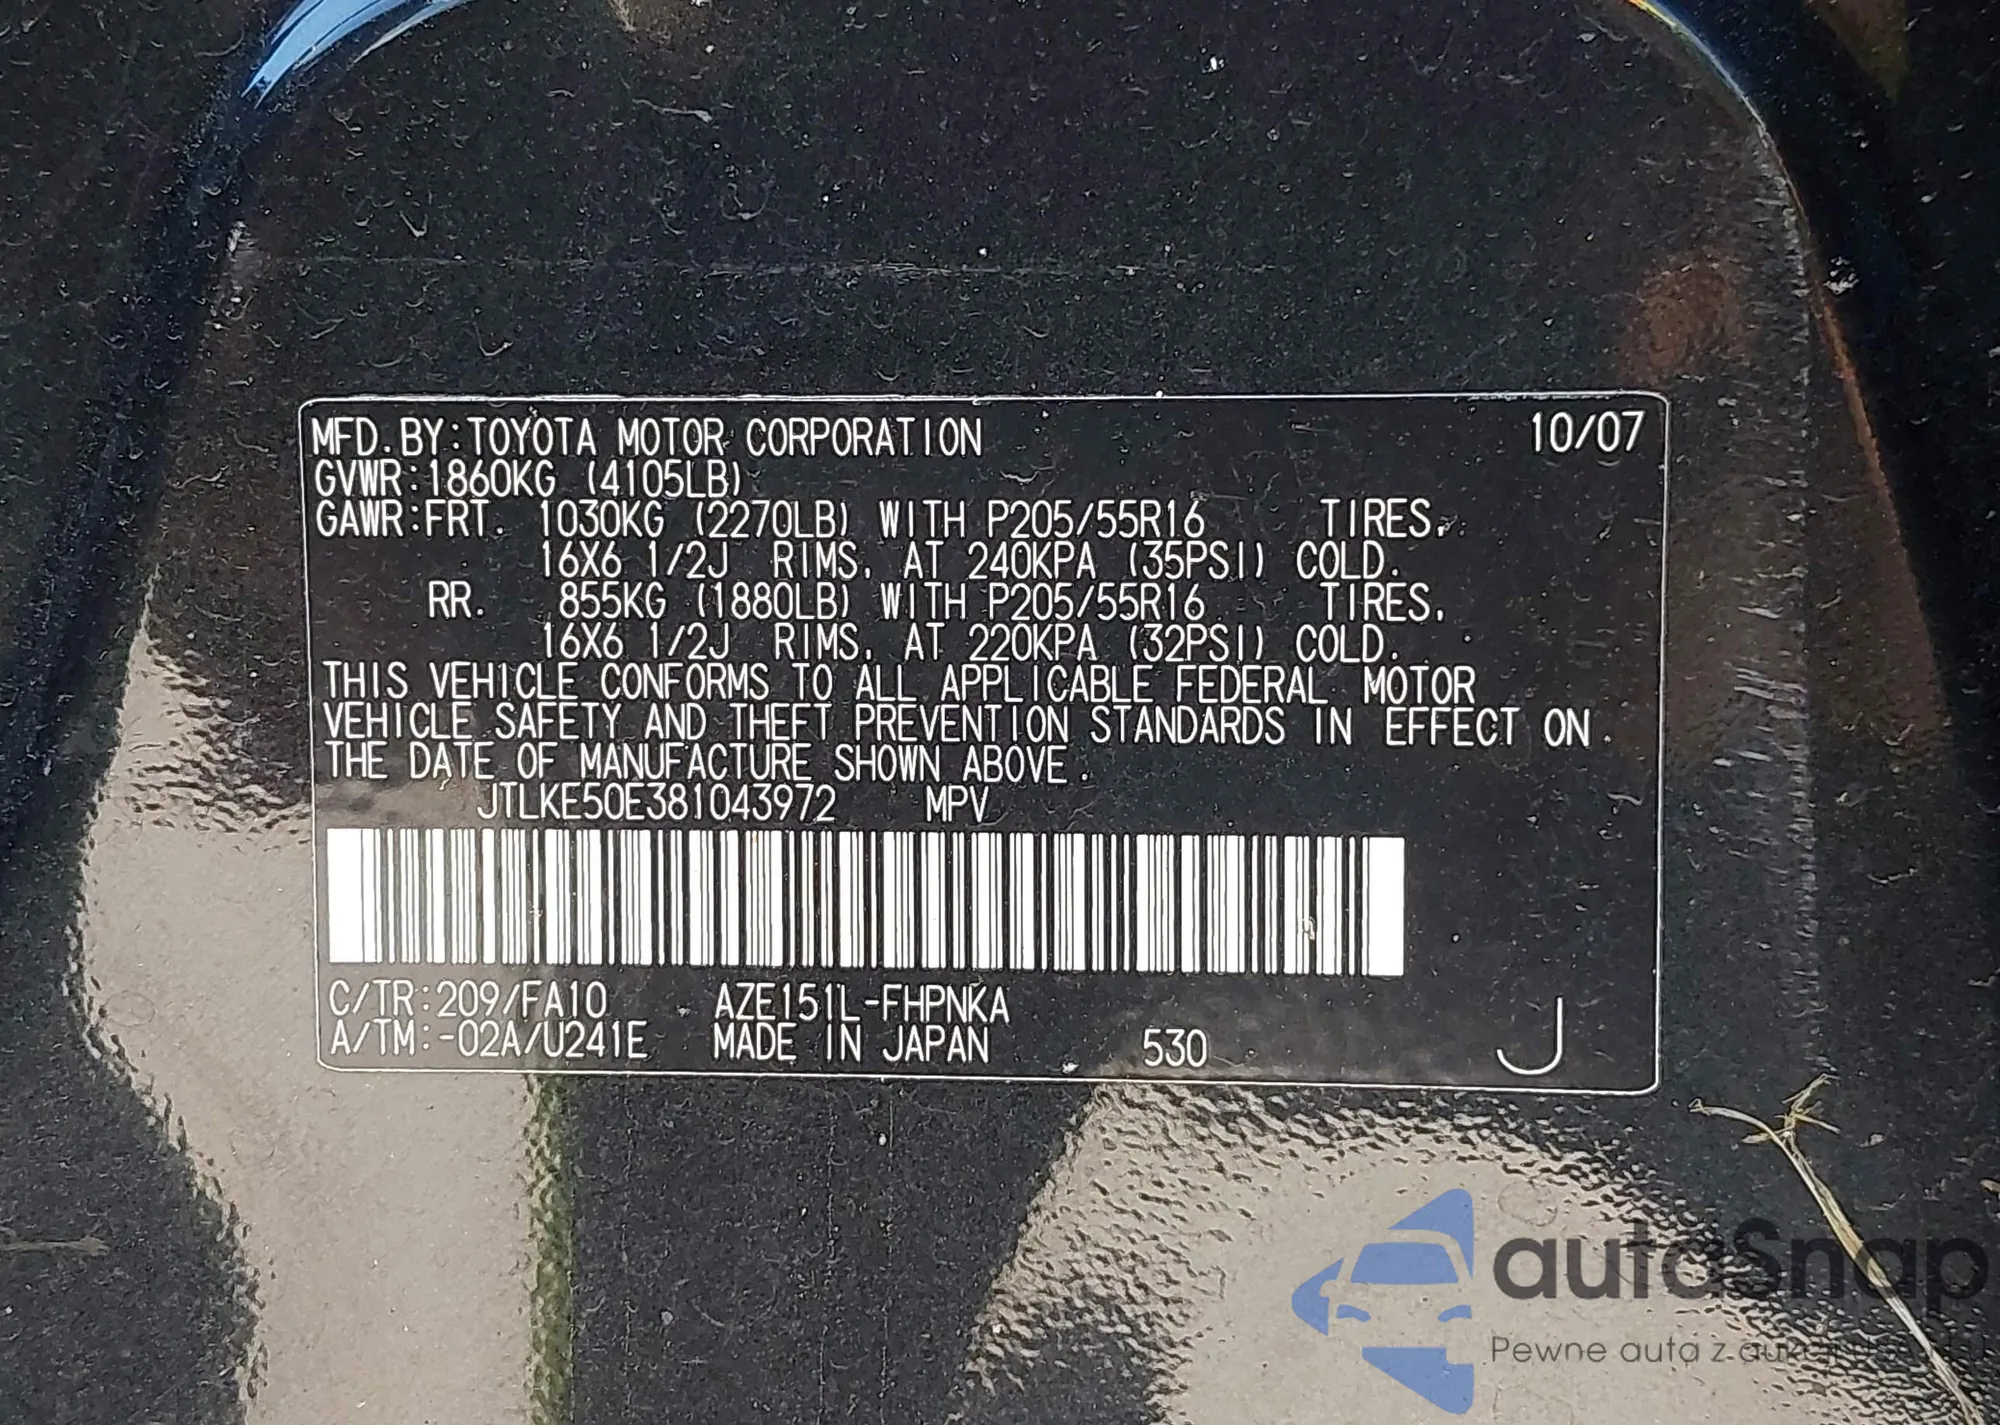 MFD.BY:TOYOTA MOTOR CORPORATION 10/07
GVWR:1860KG (4105LB)
GAWR:FRT. 1030KG (2270LB) WITH P205/55R16 TIRES,
16X6 1/2J RIMS, AT 240KPA (35PSI) COLD.
RR. 855KG (1880LB) WITH P205/55R16 TIRES,
16X6 1/2J RIMS, AT 220KPA (32PSI) COLD.
THIS VEHICLE CONFORMS TO ALL APPLICABLE FEDERAL MOTOR
VEHICLE SAFETY AND THEFT PREVENTION STANDARDS IN EFFECT ON
THE DATE OF MANUFACTURE SHOWN ABOVE.
JTLKE50E381043972 MPV
C/TR:209/FA10 AZE151L-FHPNKA
A/TM:-02A/U241E MADE IN JAPAN 530 J
autaSnap
Pewne auta z